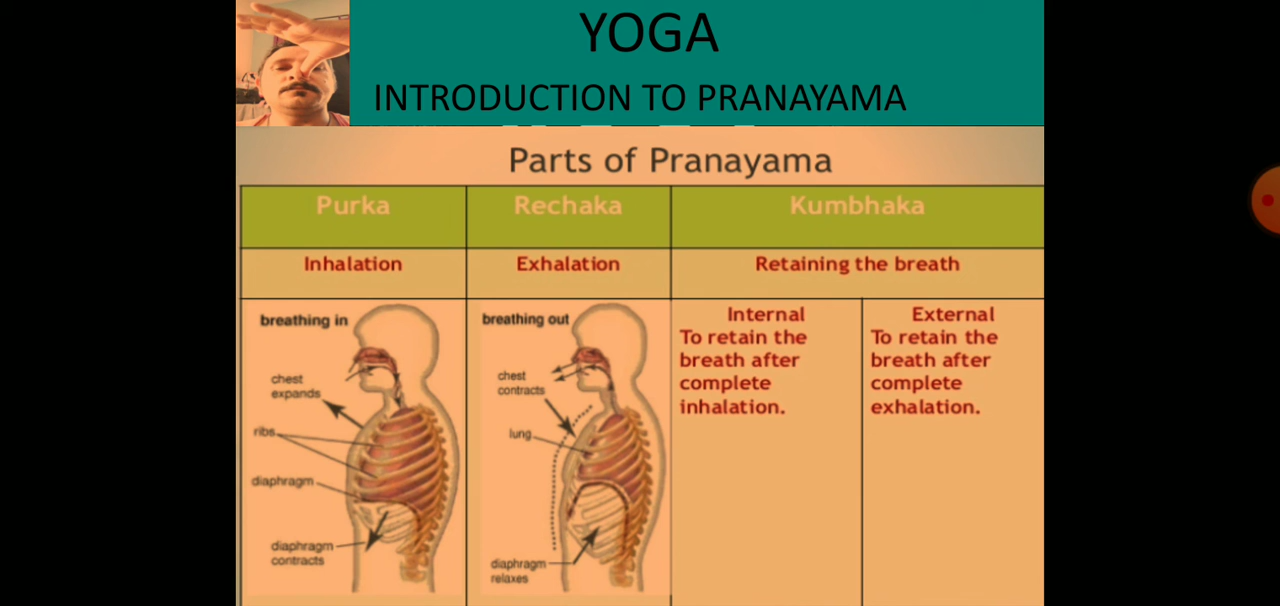 YOGA
INTRODUCTION TO PRANAYAMA
Parts of Pranayama
Purka
Rechaka
Kumbhaka
Inhalation
Exhalation
Retaining the breath
breathing in
chest
expands
ribs
diaphragm
diaphragm
contracts
breathing out
chest
contracts
lung
diaphragm
relaxes
Internal
To retain the
breath after
complete
inhalation.
External
To retain the
breath after
complete
exhalation.